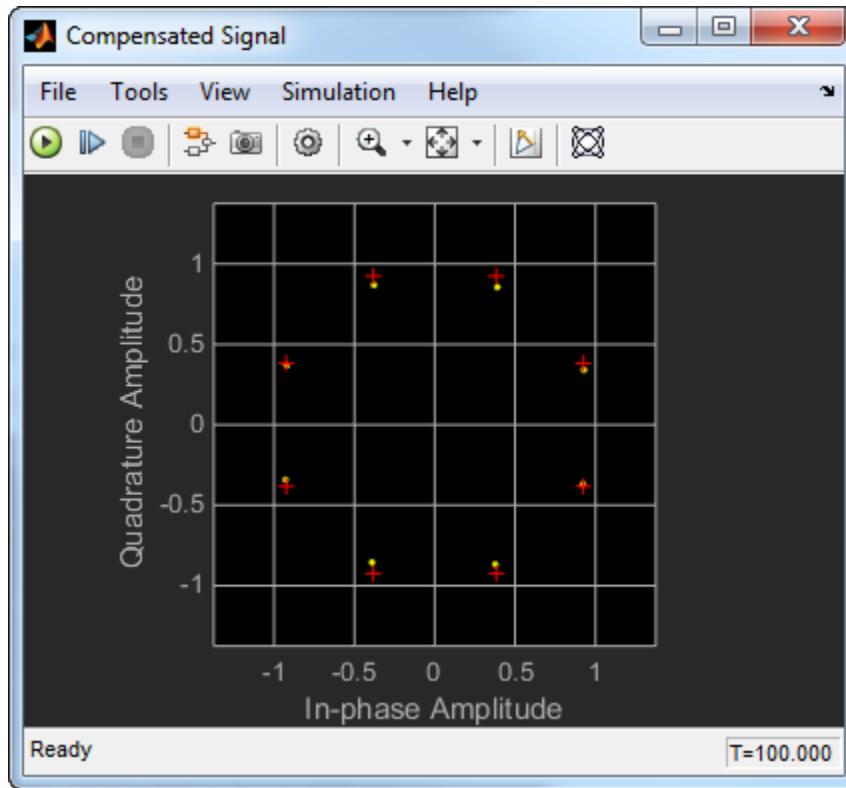 Compensated Signal
File Tools View Simulation Help
Quadrature Amplitude
1
0.5
0
-0.5
-1
-1 -0.5 0 0.5 1
In-phase Amplitude
Ready T=100.000